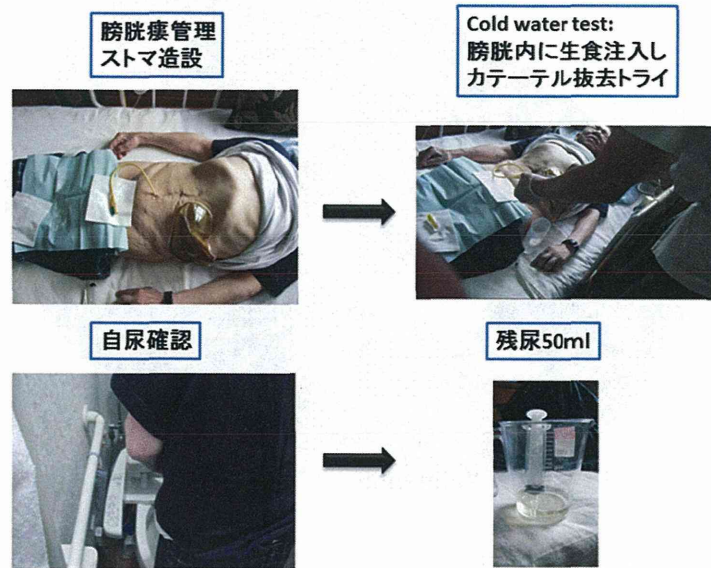 膀胱瘻管理
ストマ造設
Cold water test:
膀胱内に生食注入し
カテーテル抜去トライ
自尿確認
残尿50ml